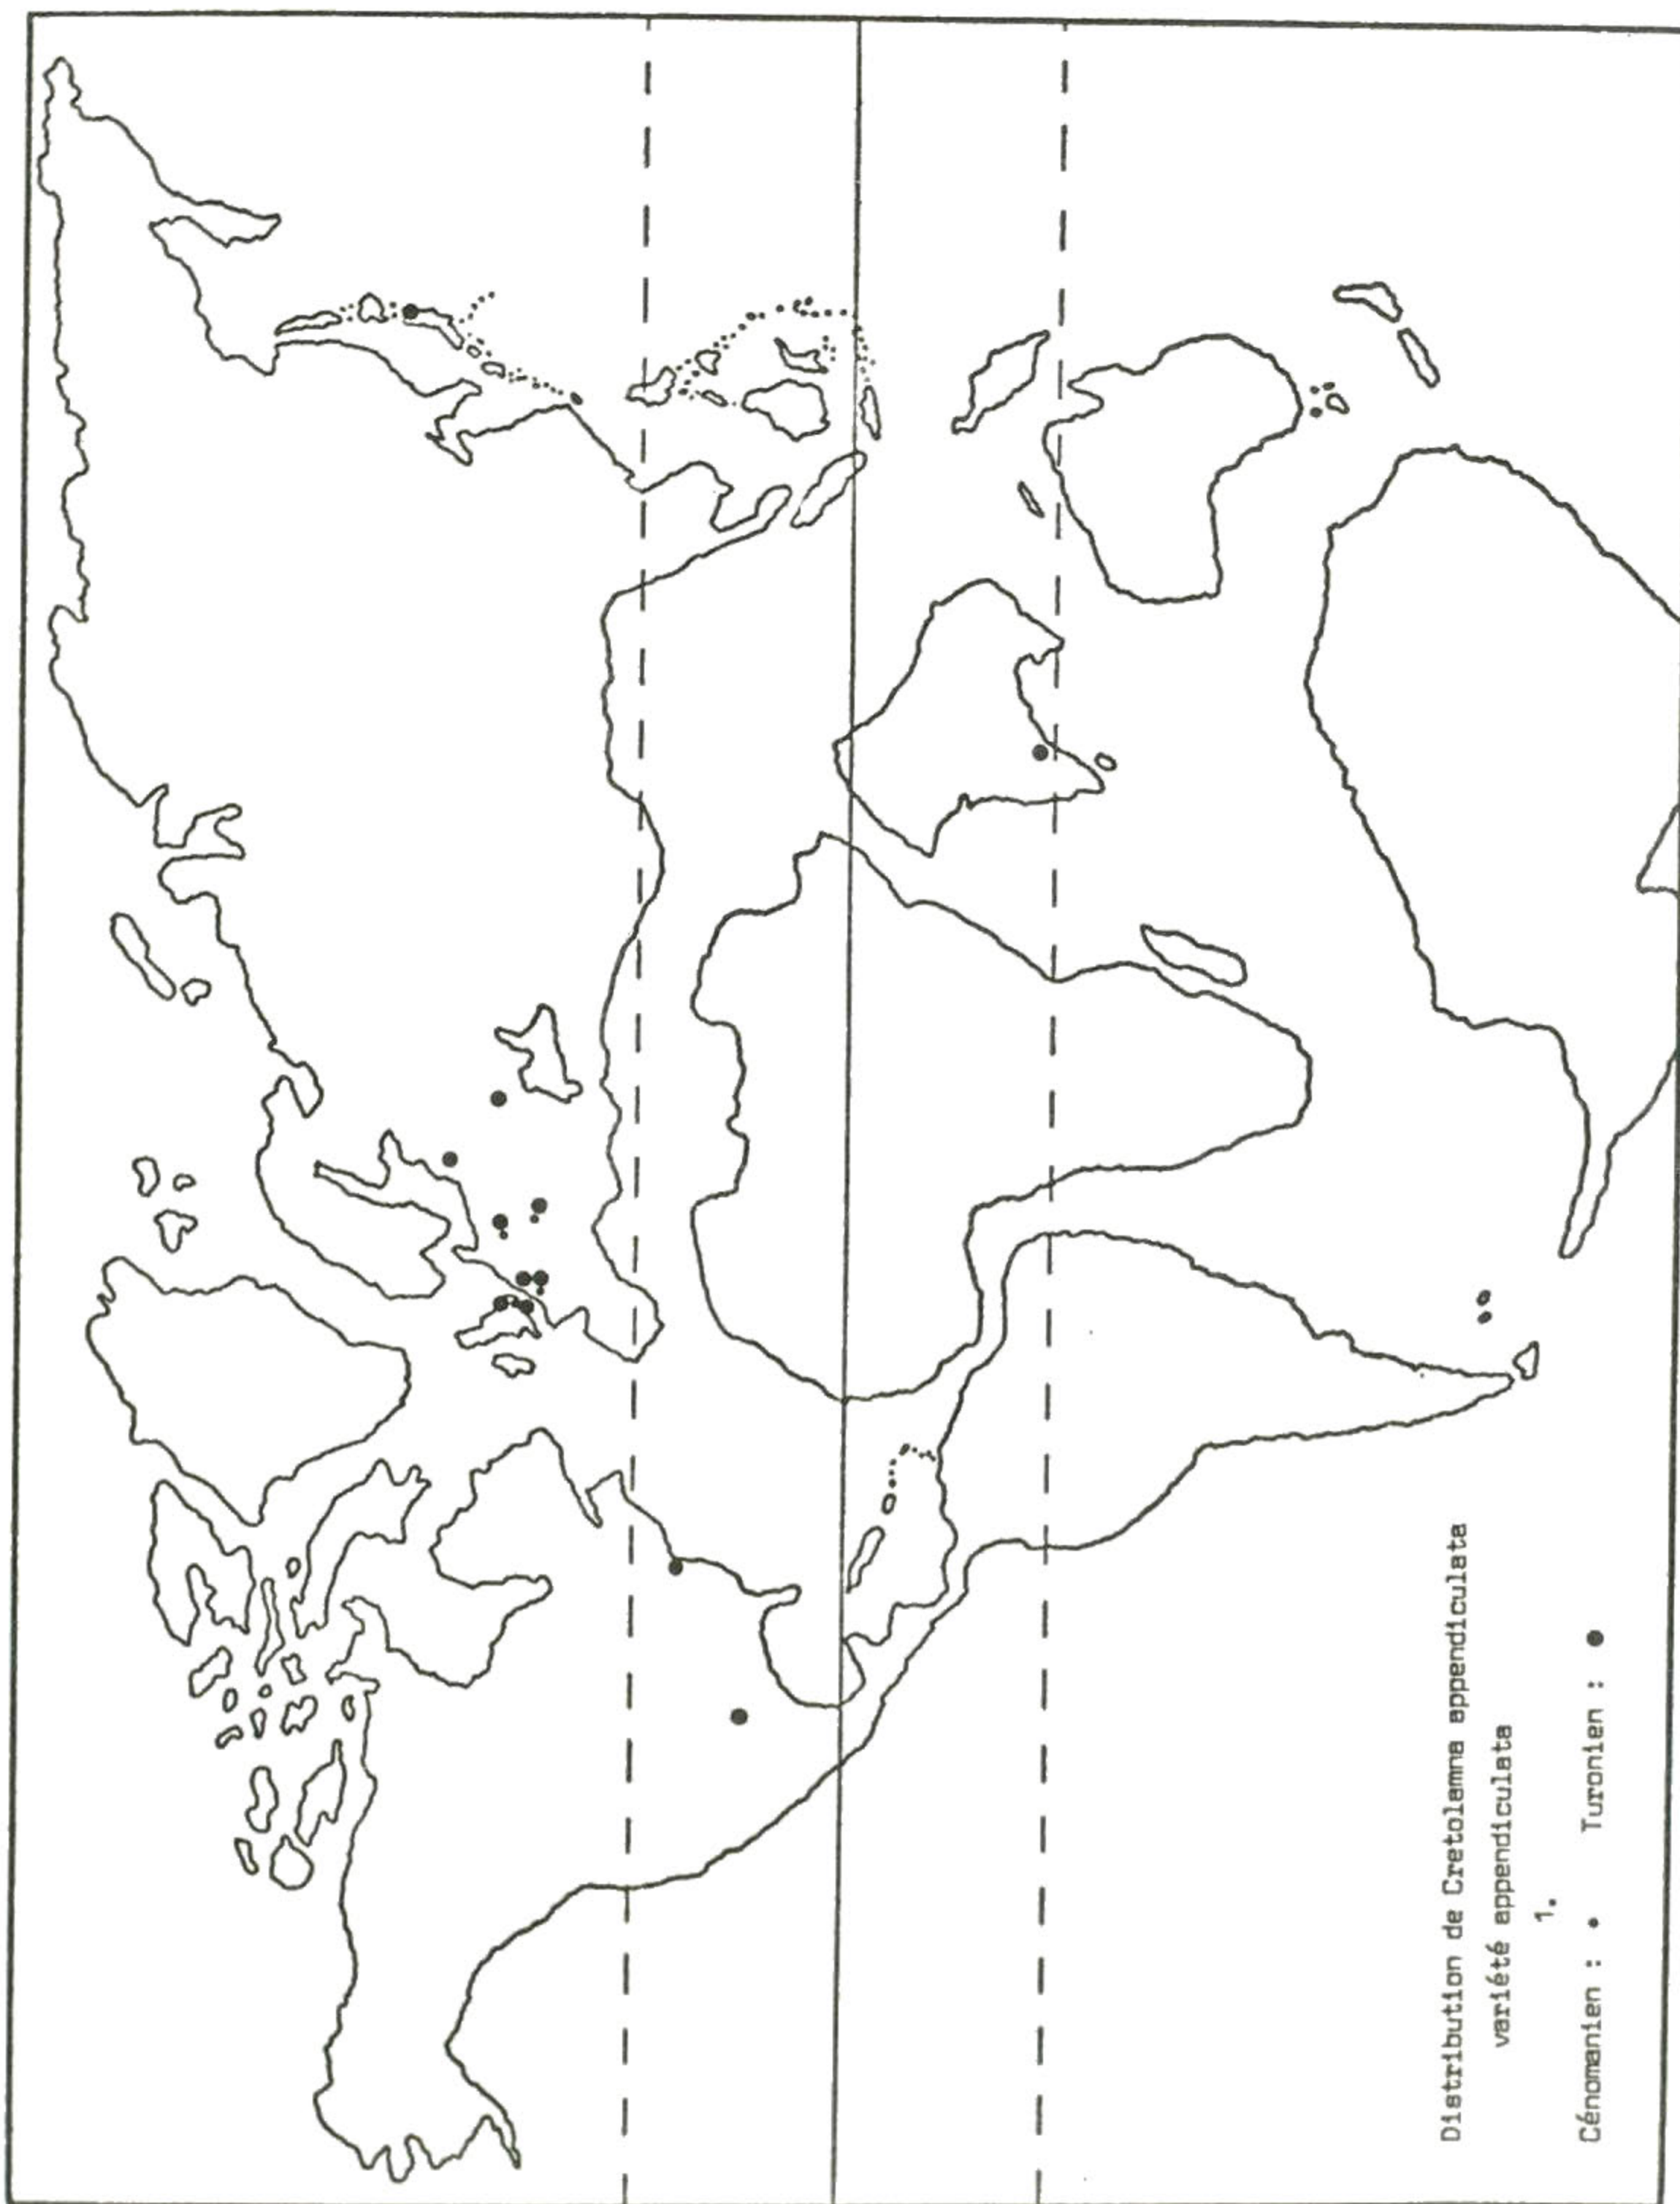 Distribution de Cretolamna appendiculata
variété appendiculata
1.
Cénomanien : • Turonien : ●